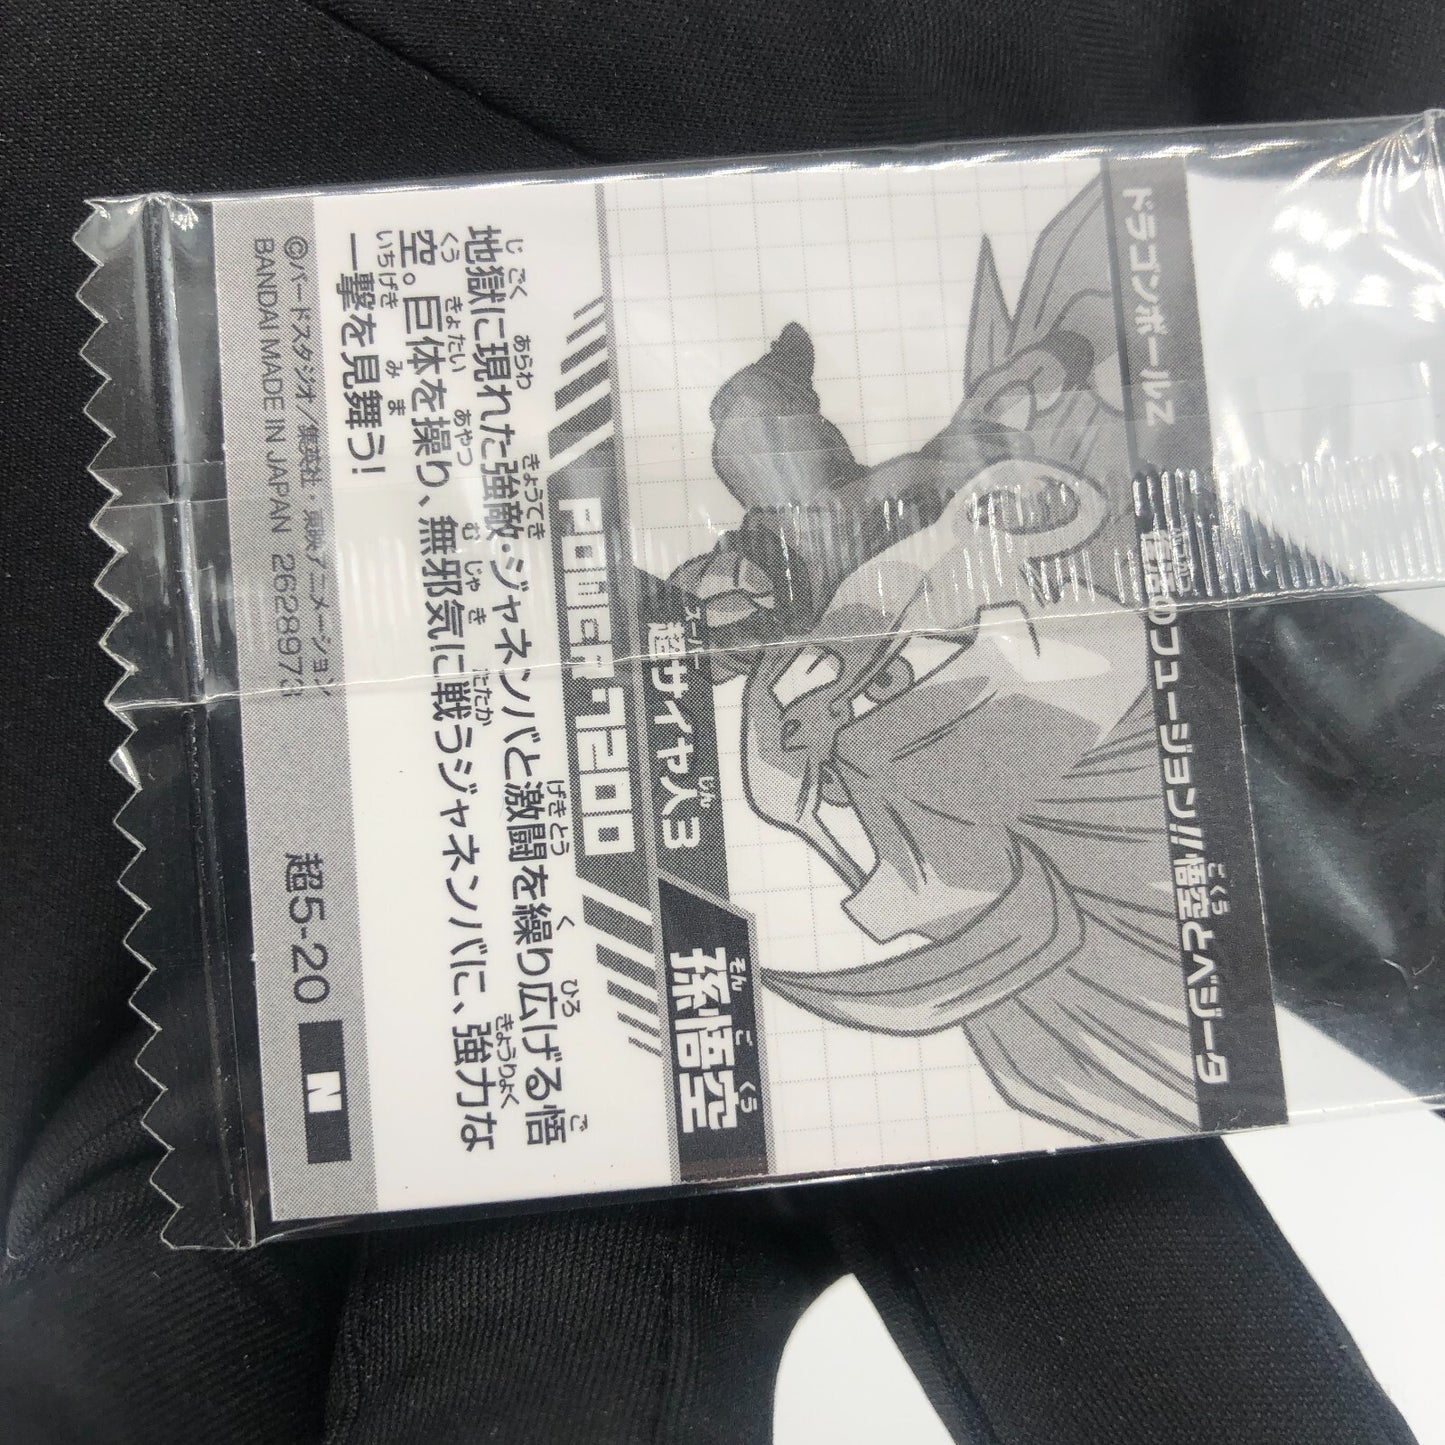 ドラゴンボールZ
復活のフュージョン!!悟空とベジータ
超サイヤ人3
孫悟空
POWER 7200
地獄に現れた強敵・ジャネンバと激闘を繰り広げる悟
空。巨体を操り、無邪気に戦うジャネンバに、強力な
一撃を見舞う!
©バードスタジオ/集英社・東映アニメーション
BANDAI MADE IN JAPAN 2628897
超5-20 N